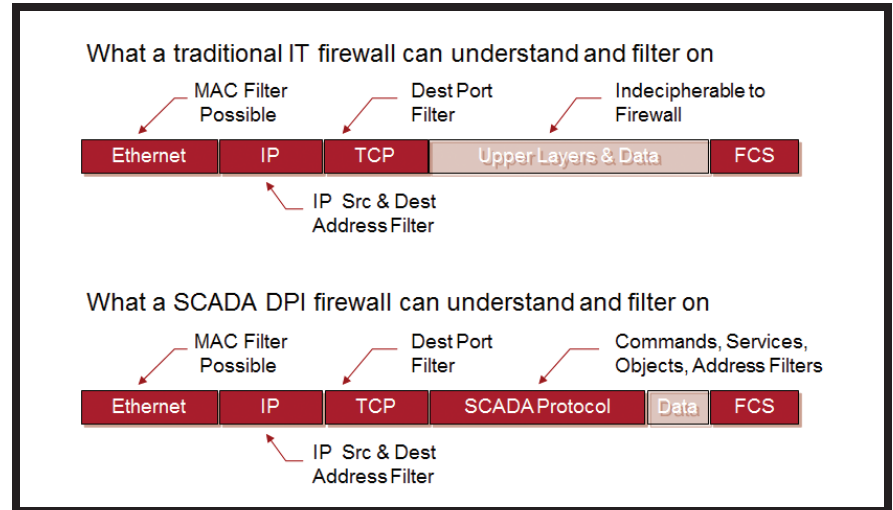 What a traditional IT firewall can understand and filter on
MAC Filter
Possible
Dest Port
Filter
Indecipherable to
Firewall
Ethernet
IP
TCP
Upper Layers & Data
FCS
IP Src & Dest
Address Filter
What a SCADA DPI firewall can understand and filter on
MAC Filter
Possible
Dest Port
Filter
Commands, Services,
Objects, Address Filters
Ethernet
IP
TCP
SCADA Protocol
Data
FCS
IP Src & Dest
Address Filter